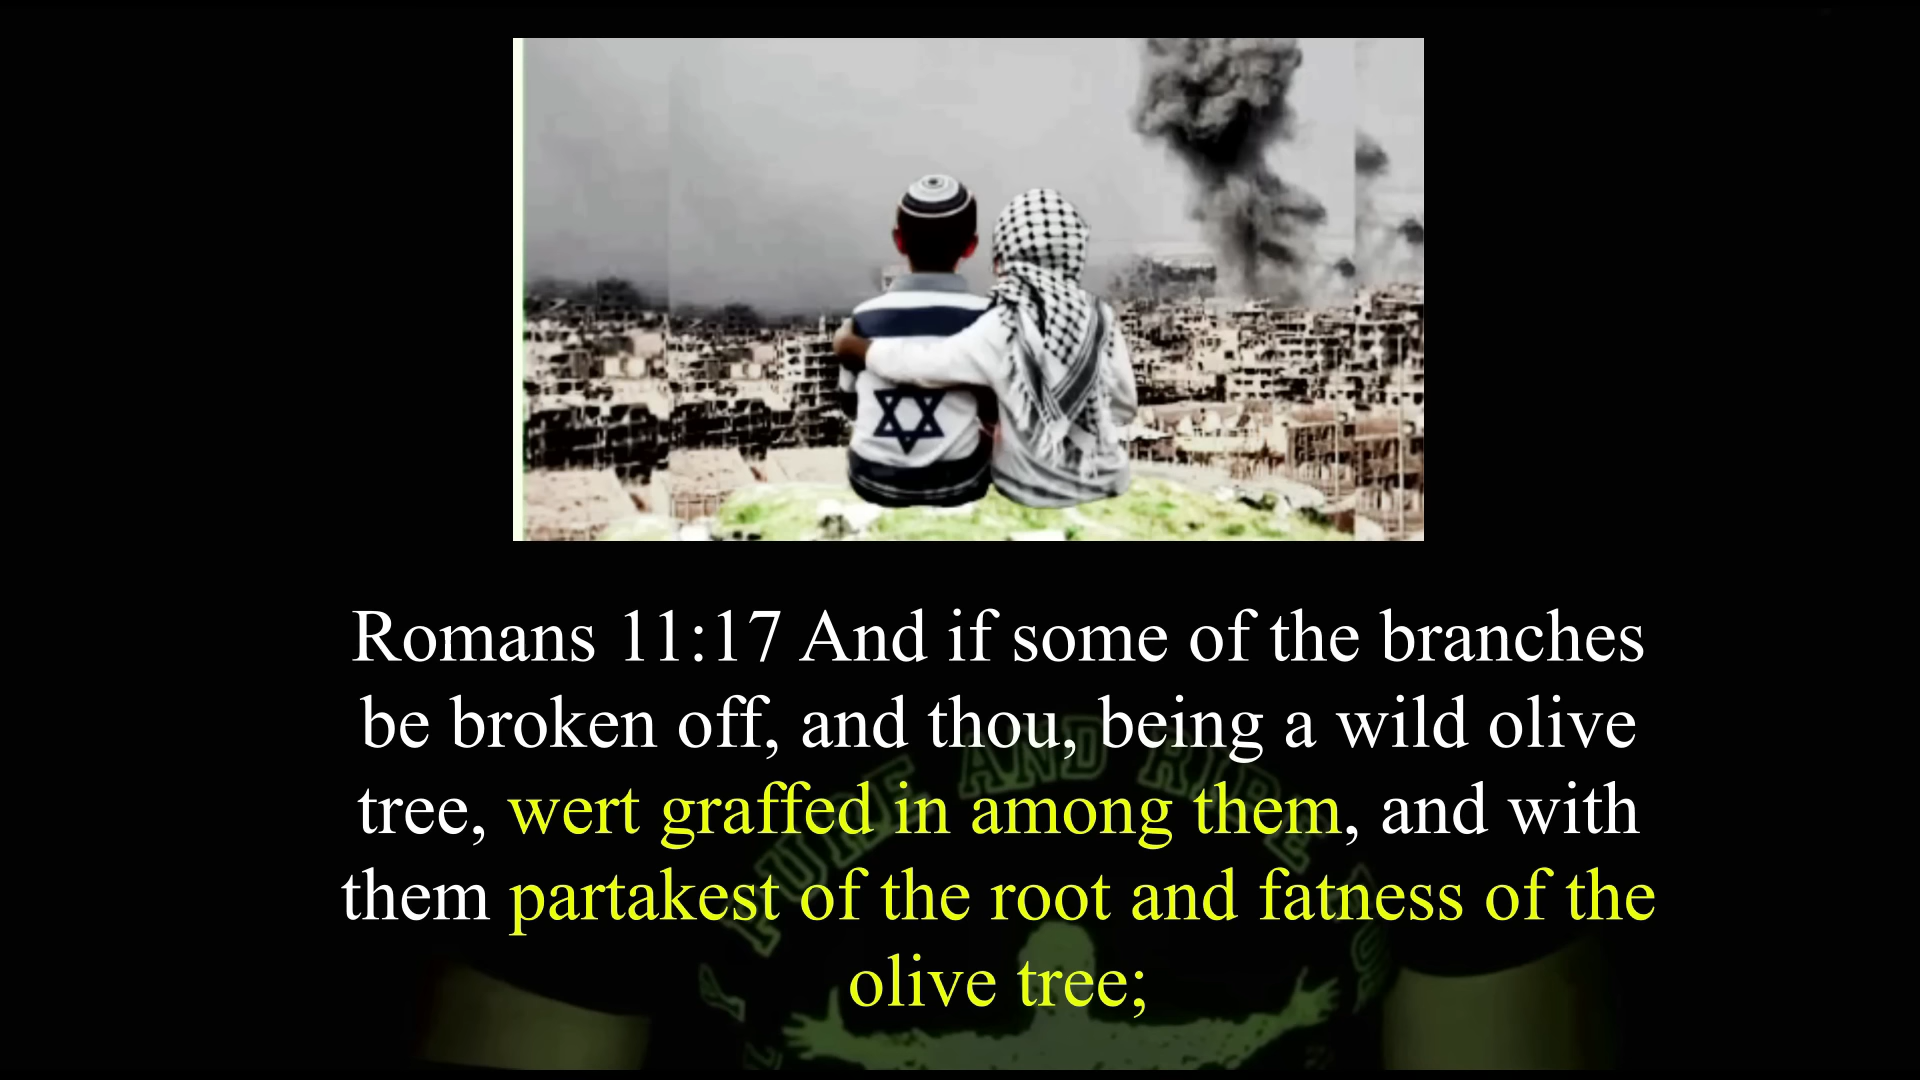 Romans 11:17 And if some of the branches
be broken off, and thou, being a wild olive
tree, wert graffed in among them, and with
them partakest of the root and fatness of the
olive tree;
AND